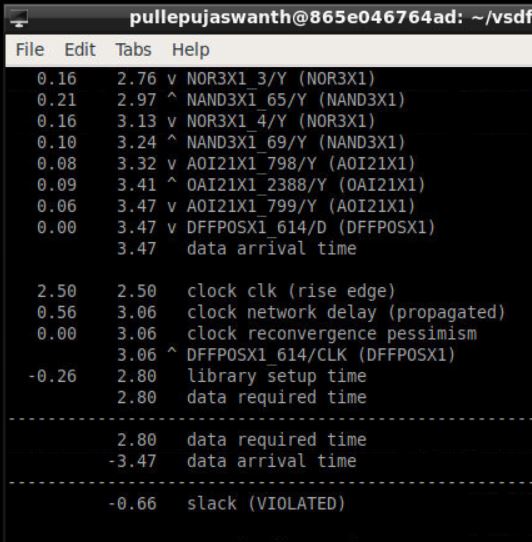 pullepujaswanth@865e046764ad: ~/vsdf
File Edit Tabs Help
0.16 2.76 v NOR3X1_3/Y (NOR3X1)
0.21 2.97 ^ NAND3X1_65/Y (NAND3X1)
0.16 3.13 v NOR3X1_4/Y (NOR3X1)
0.10 3.24 ^ NAND3X1_69/Y (NAND3X1)
0.08 3.32 v AOI21X1_798/Y (AOI21X1)
0.09 3.41 ^ OAI21X1_2388/Y (OAI21X1)
0.06 3.47 v AOI21X1_799/Y (AOI21X1)
0.00 3.47 v DFFPOSX1_614/D (DFFPOSX1)
3.47 data arrival time
2.50 2.50 clock clk (rise edge)
0.56 3.06 clock network delay (propagated)
0.00 3.06 clock reconvergence pessimism
3.06 ^ DFFPOSX1_614/CLK (DFFPOSX1)
-0.26 2.80 library setup time
2.80 data required time
---------------------------------------------------------
2.80 data required time
-3.47 data arrival time
---------------------------------------------------------
-0.66 slack (VIOLATED)